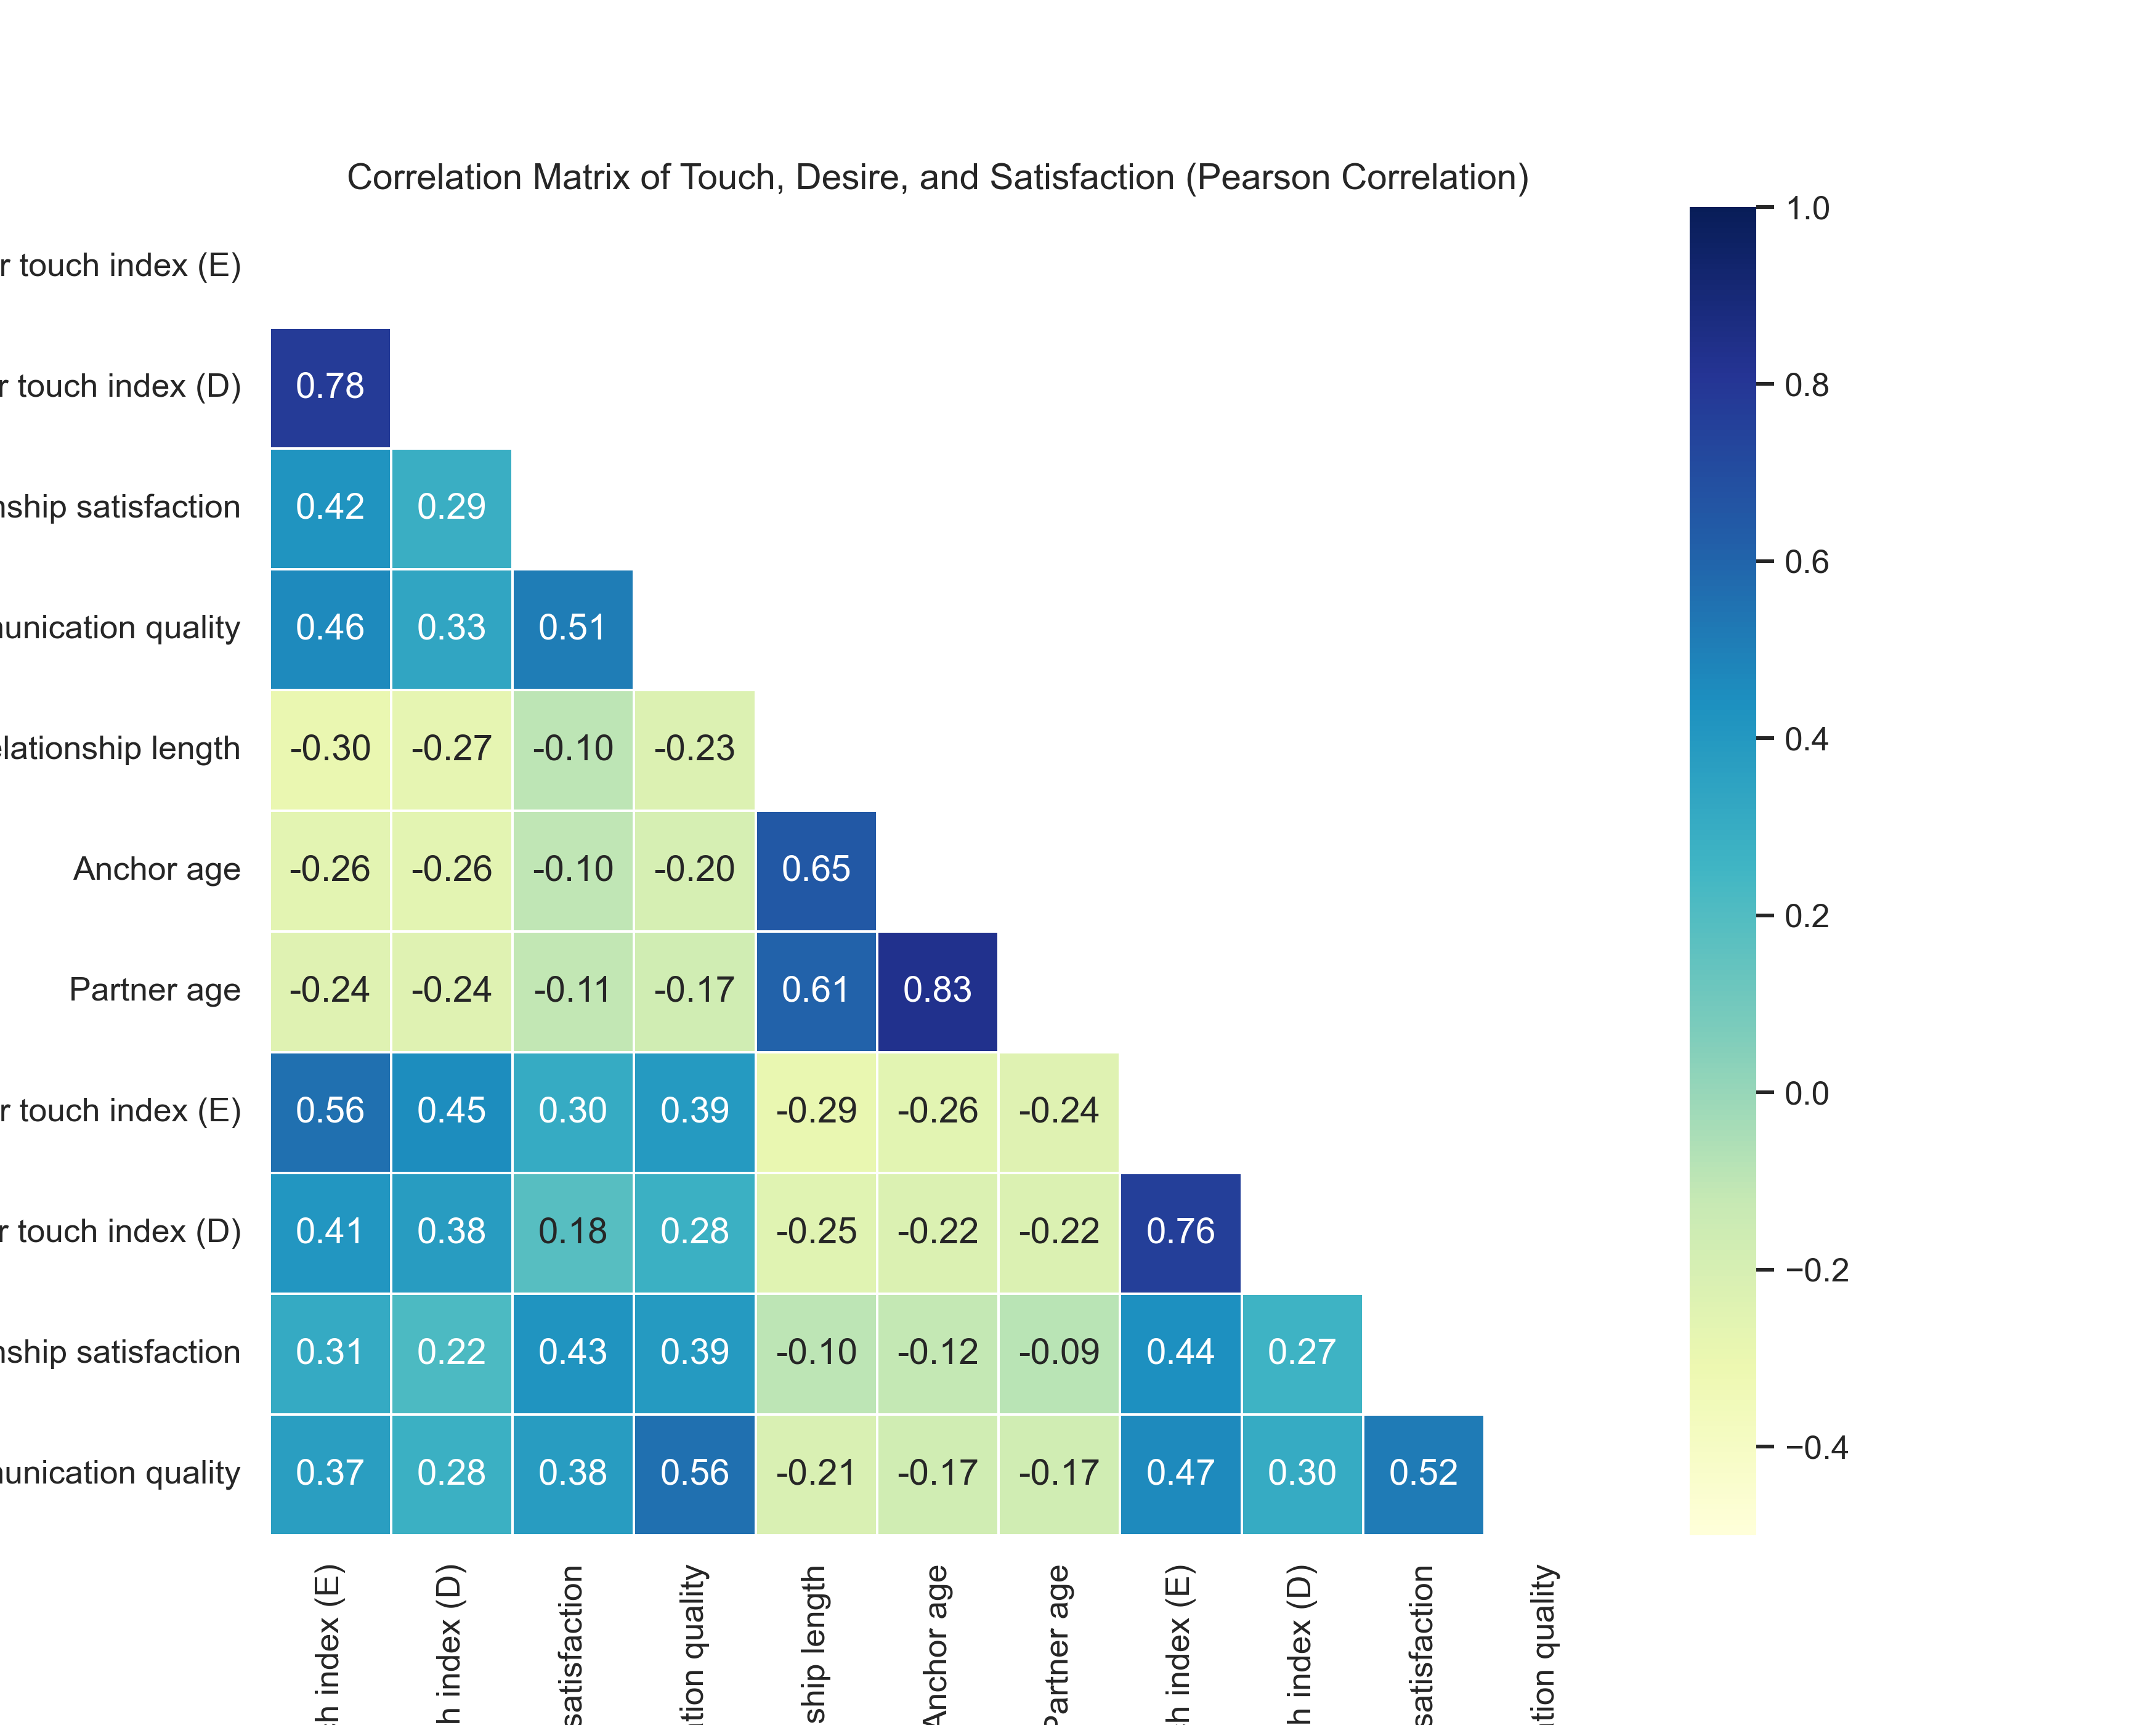 Correlation Matrix of Touch, Desire, and Satisfaction (Pearson Correlation)
1.0
r touch index (E)
r touch index (D) 0.78
0.8
nship satisfaction 0.42 0.29
0.6
unication quality 0.46 0.33 0.51
0.4
elationship length -0.30 -0.27 -0.10 -0.23
Anchor age -0.26 -0.26 -0.10 -0.20 0.65
0.2
Partner age -0.24 -0.24 -0.11 -0.17 0.61 0.83
0.0
r touch index (E) 0.56 0.45 0.30 0.39 -0.29 -0.26 -0.24
r touch index (D) 0.41 0.38 0.18 0.28 -0.25 -0.22 -0.22 0.76
−0.2
nship satisfaction 0.31 0.22 0.43 0.39 -0.10 -0.12 -0.09 0.44 0.27
−0.4
unication quality 0.37 0.28 0.38 0.56 -0.21 -0.17 -0.17 0.47 0.30 0.52
ch index (E)
h index (D)
satisfaction
ation quality
ship length
Anchor age
Partner age
ch index (E)
h index (D)
satisfaction
ation quality